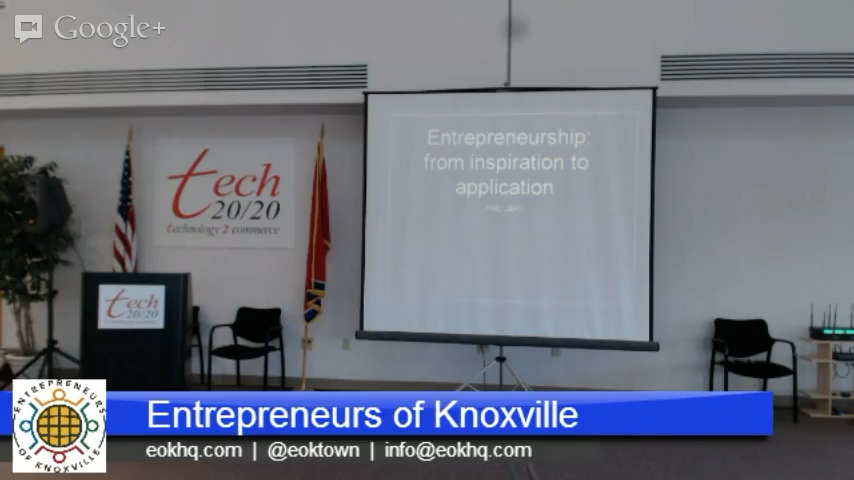 Google+
Entrepreneurship:
from inspiration to
application
tech
20/20
technology 2 commerce
tech
20/20
ENTREPRENEURS
OF KNOXVILLE
Entrepreneurs of Knoxville
eokhq.com | @eoktown | info@eokhq.com